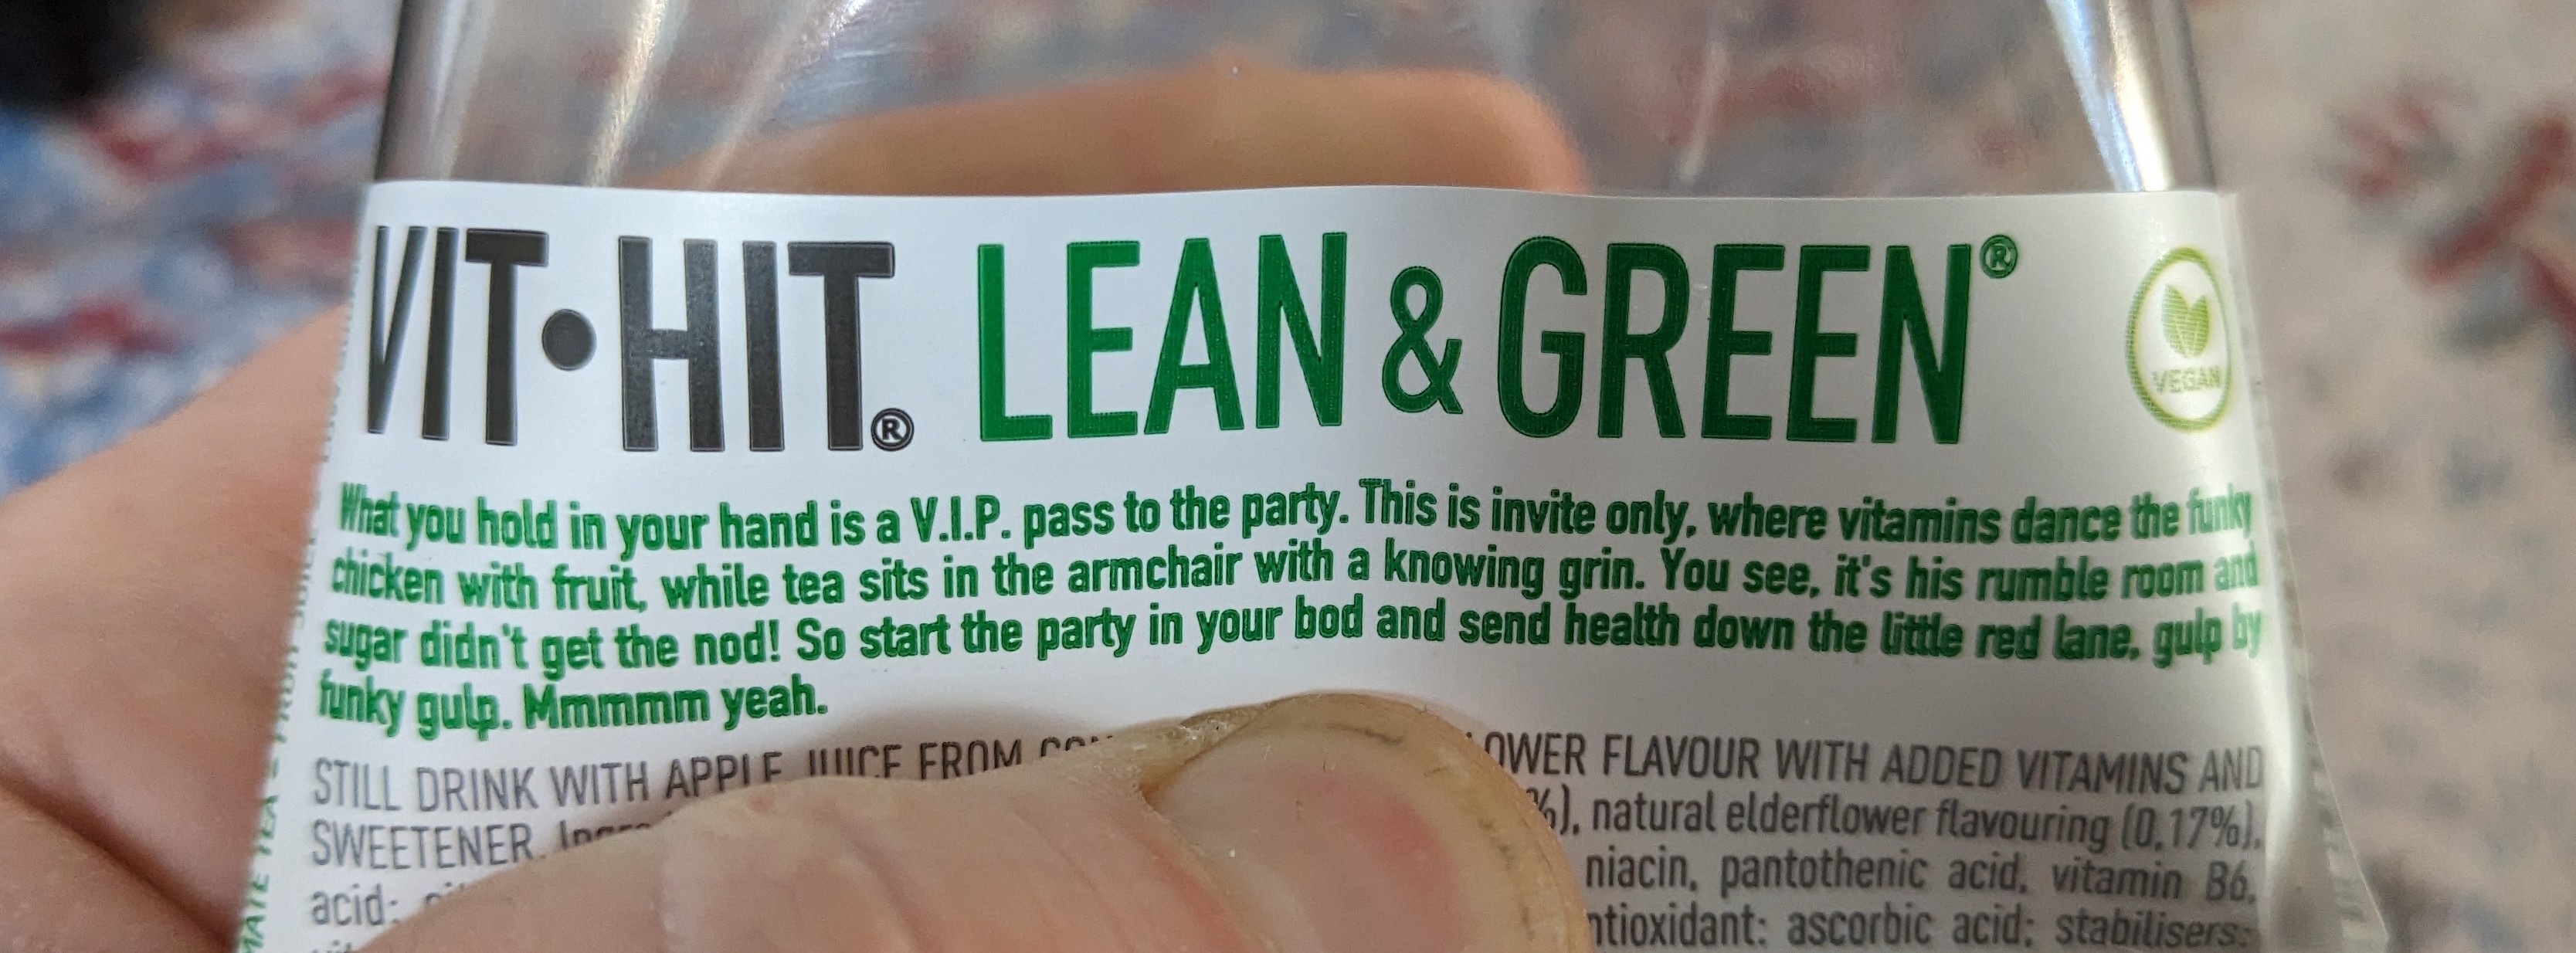 VIT•HIT® LEAN & GREEN®
VEGAN
What you hold in your hand is a V.I.P. pass to the party. This is invite only, where vitamins dance the funky
chicken with fruit, while tea sits in the armchair with a knowing grin. You see, it's his rumble room and
sugar didn't get the nod! So start the party in your bod and send health down the little red lane, gulp by
funky gulp. Mmmmm yeah.
STILL DRINK WITH APPLE JUICE FROM FLAVOUR WITH ADDED VITAMINS AND
SWEETENER. natural elderflower flavouring (0,17%),
acid: niacin, pantothenic acid, vitamin B6,
ascorbic acid; stabilisers: